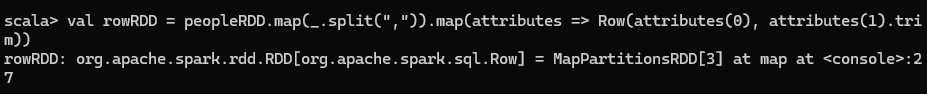 scala> val rowRDD = peopleRDD.map(_.split(",")).map(attributes => Row(attributes(0), attributes(1).tri
m))
rowRDD: org.apache.spark.rdd.RDD[org.apache.spark.sql.Row] = MapPartitionsRDD[3] at map at <console>:2
7